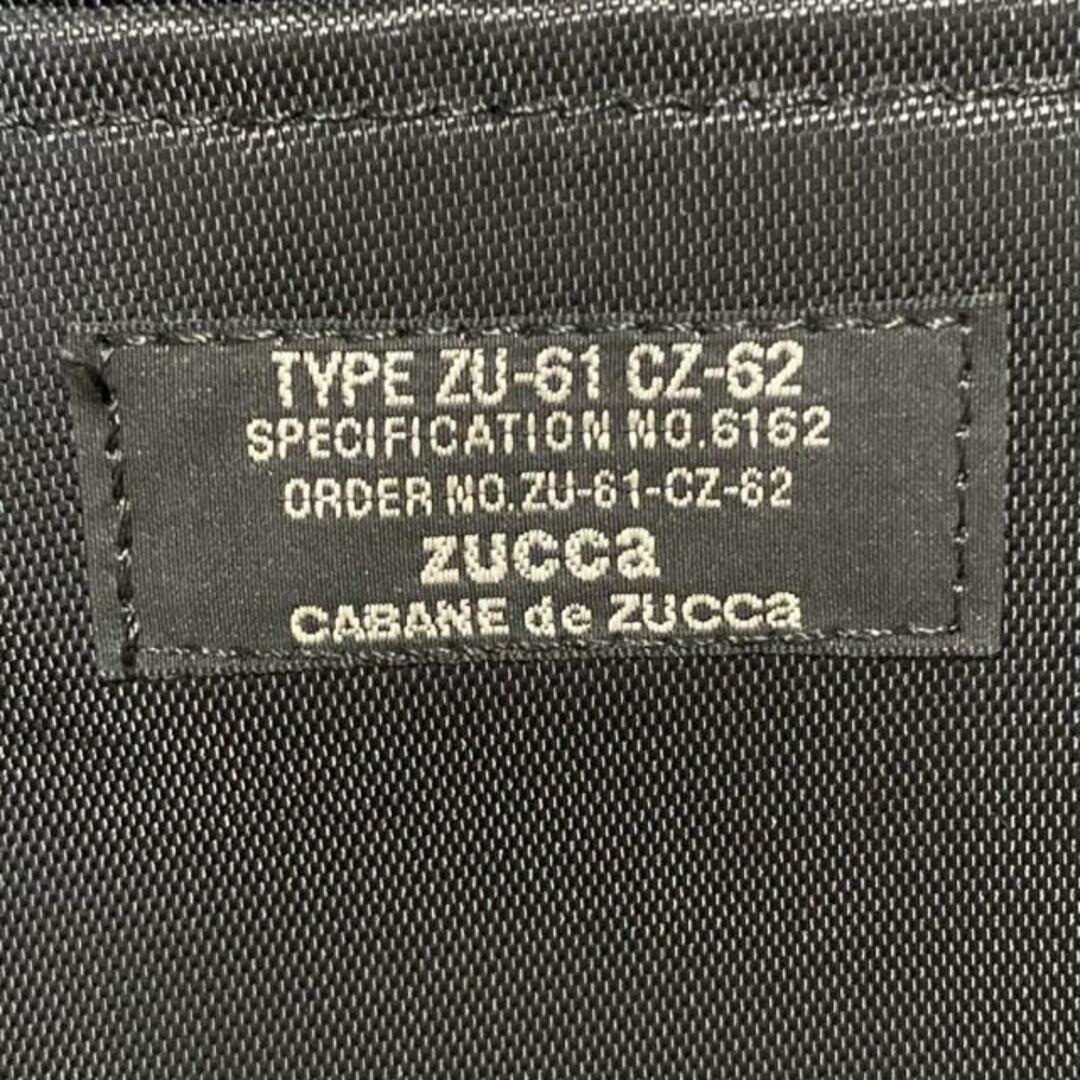 TYPE ZU-61 CZ-62
SPECIFICATION NO.6162
ORDER NO.ZU-61-CZ-62
zucca
CABANE de ZUCCa